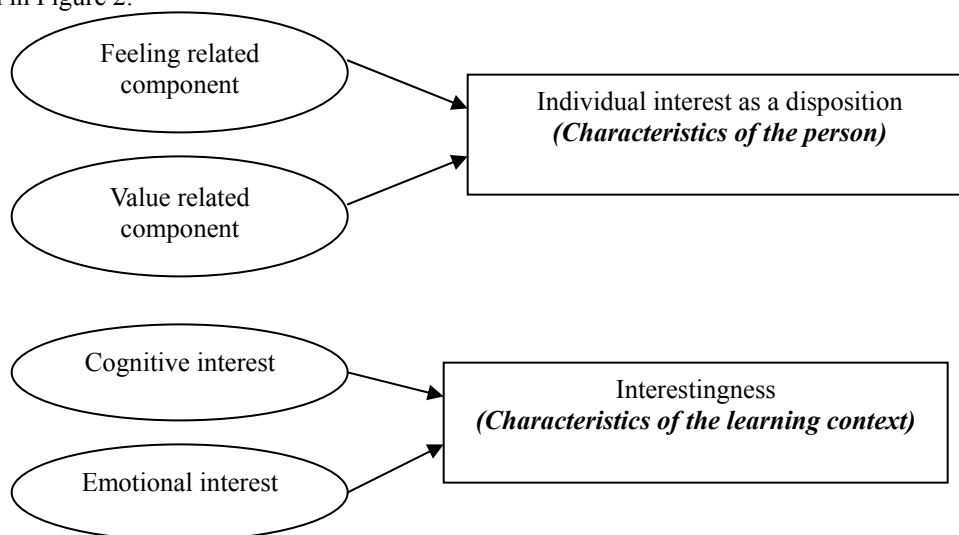 in Figure 2.
Feeling related
component
Individual interest as a disposition
(Characteristics of the person)
Value related
component
Cognitive interest
Interestingness
(Characteristics of the learning context)
Emotional interest